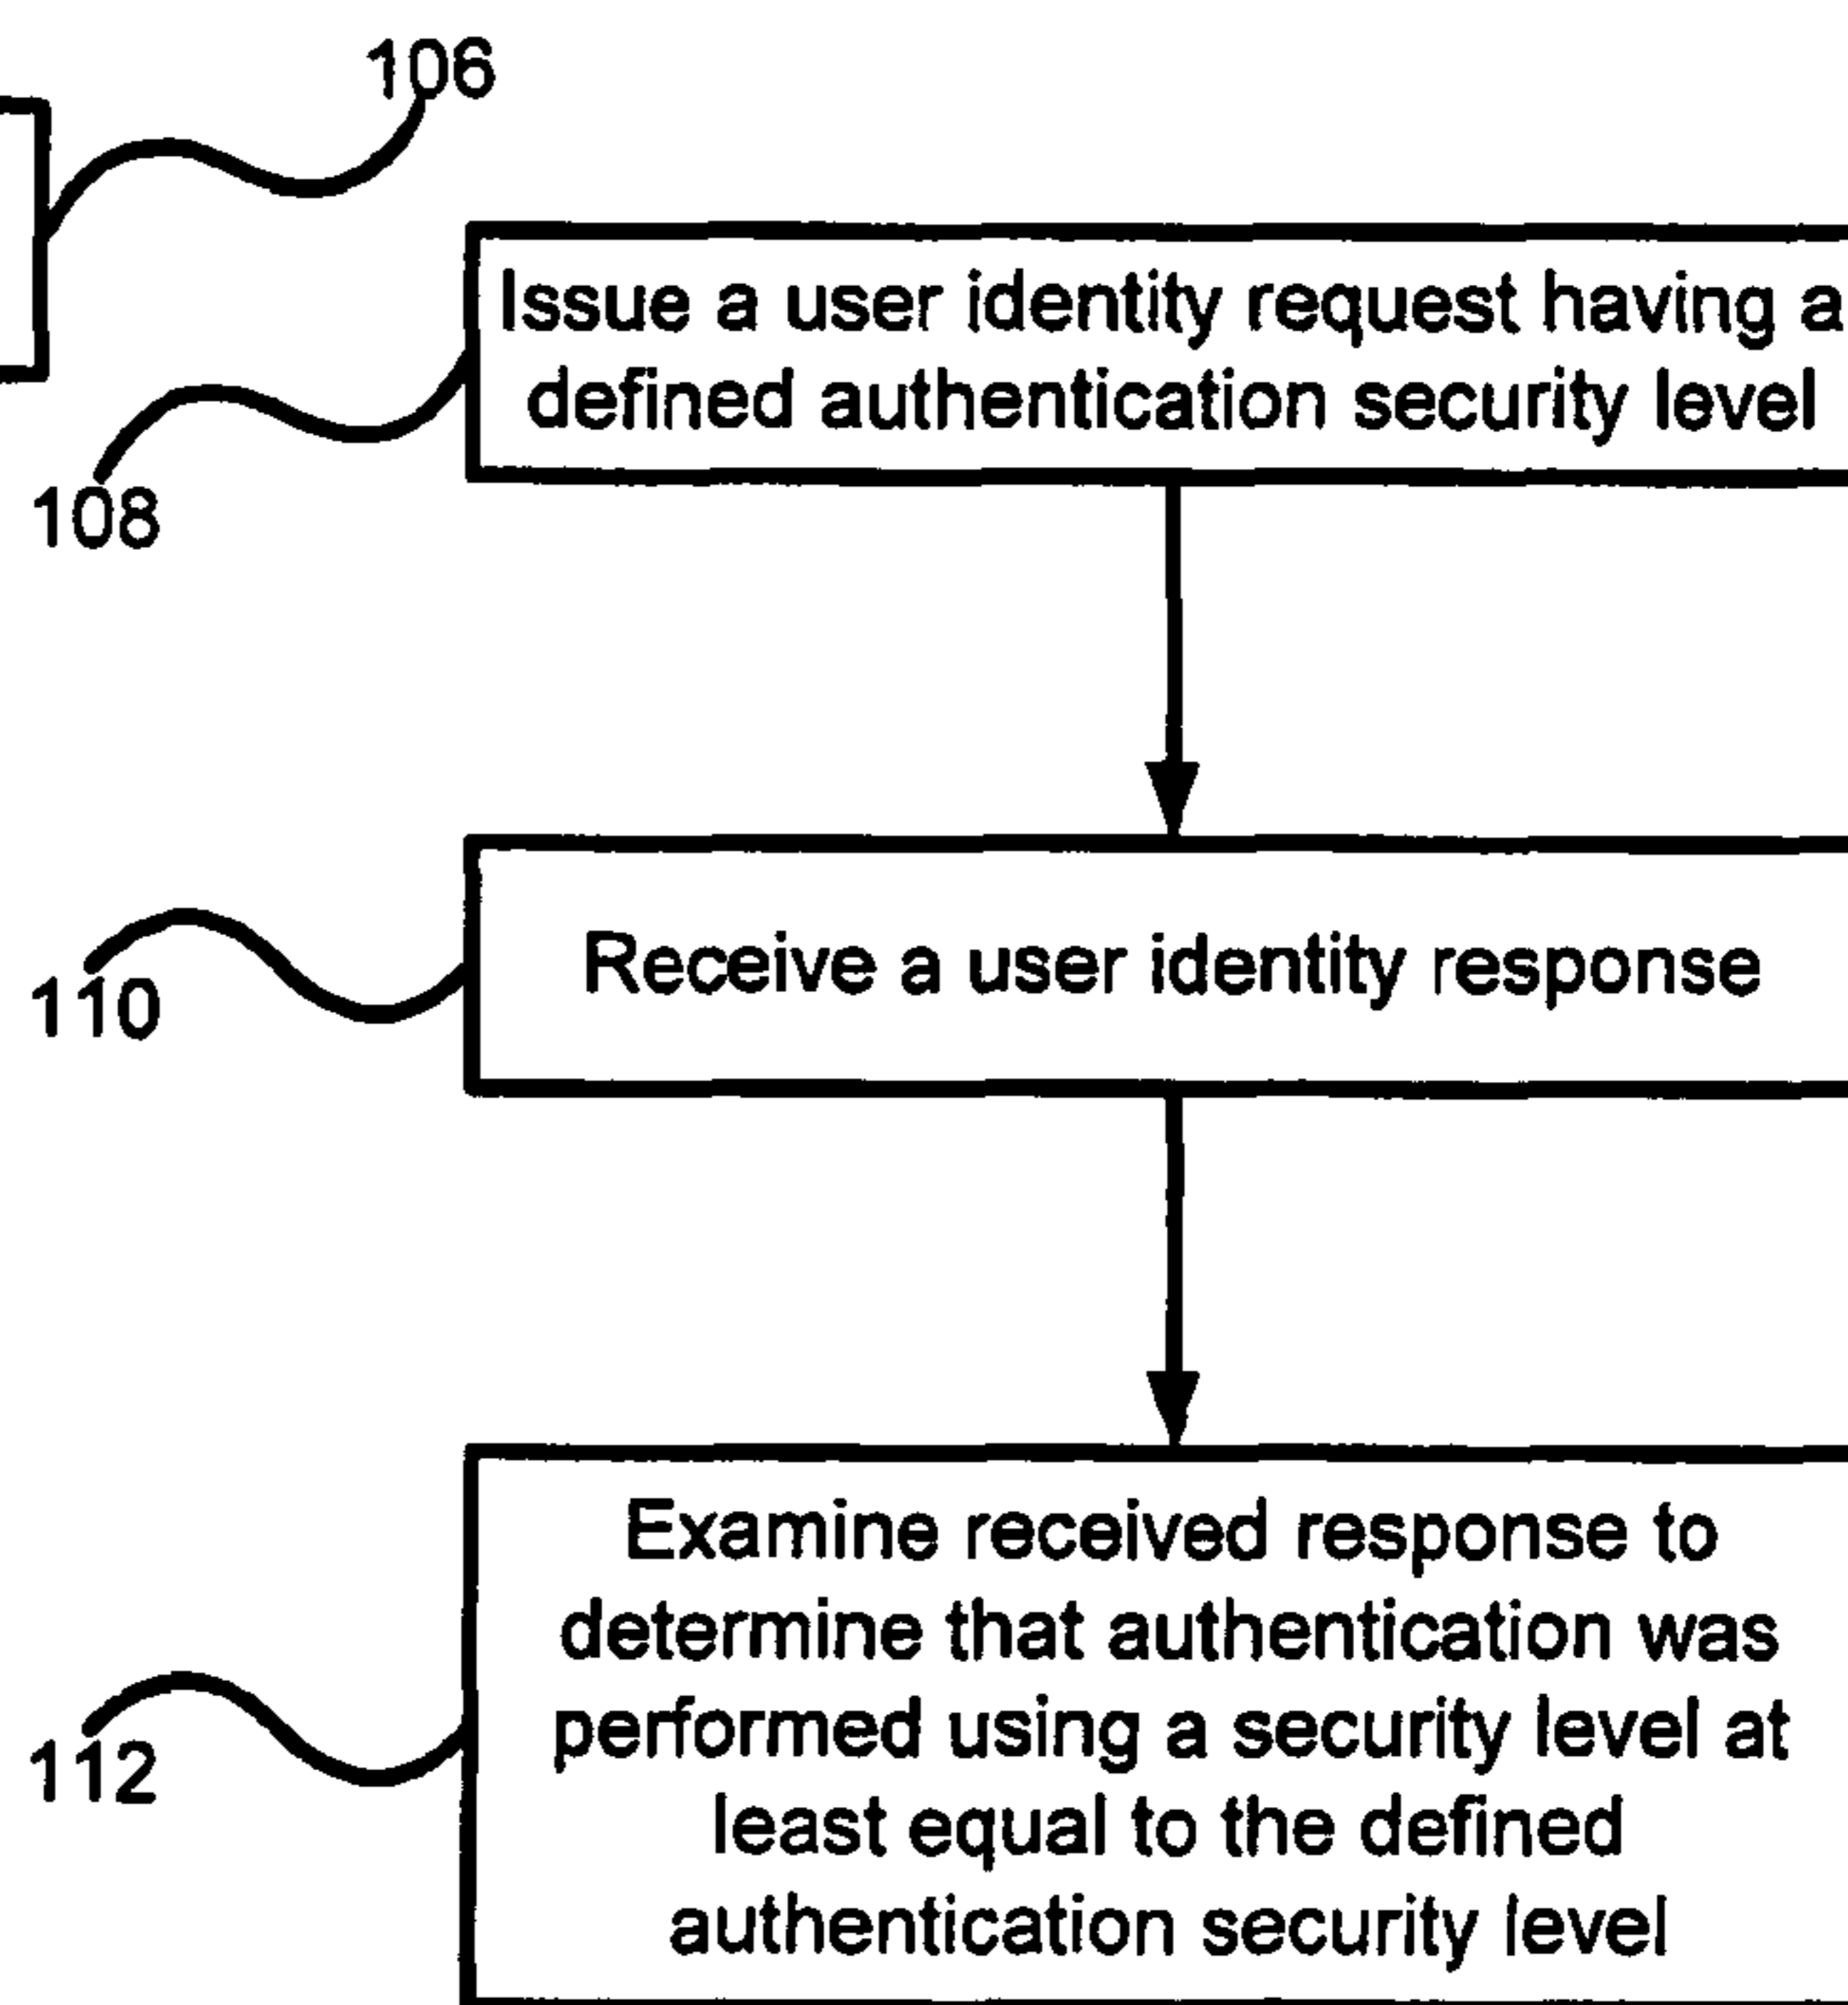 106
Issue a user identity request having a
defined authentication security level
108
Receive a user identity response
110
Examine received response to
determine that authentication was
performed using a security level at
least equal to the defined
authentication security level
112